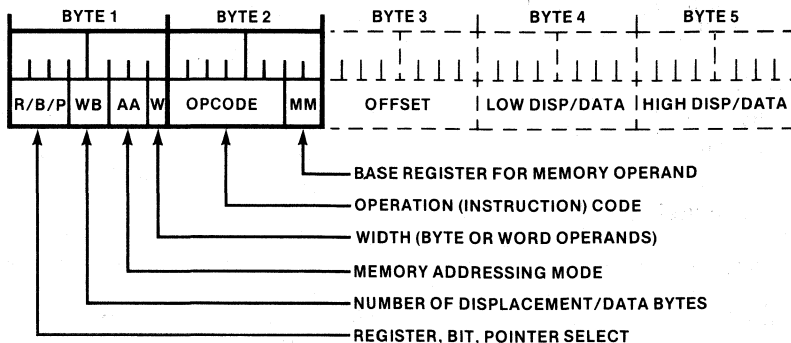 BYTE 1 BYTE 2 BYTE 3 BYTE 4 BYTE 5
R/B/P WB AA W OPCODE MM OFFSET LOW DISP/DATA HIGH DISP/DATA
BASE REGISTER FOR MEMORY OPERAND
OPERATION (INSTRUCTION) CODE
WIDTH (BYTE OR WORD OPERANDS)
MEMORY ADDRESSING MODE
NUMBER OF DISPLACEMENT/DATA BYTES
REGISTER, BIT, POINTER SELECT